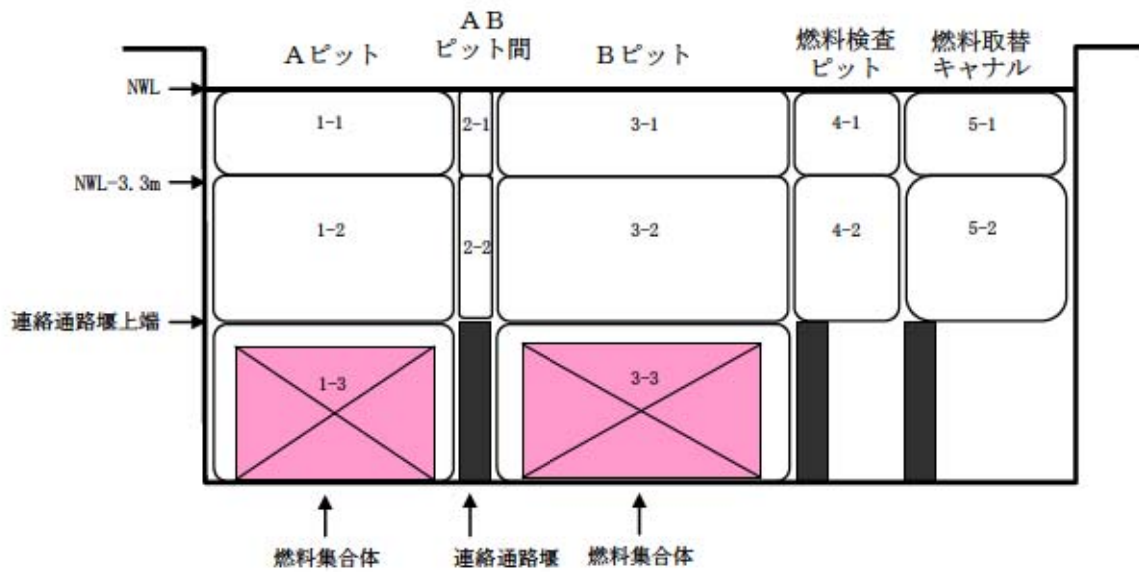 Aピット
AB
ピット間
Bピット
燃料検査
ピット
燃料取替
キャナル
NWL
1-1
2-1
3-1
4-1
5-1
NWL-3.3m
1-2
2-2
3-2
4-2
5-2
連絡通路堰上端
1-3
3-3
燃料集合体
連絡通路堰
燃料集合体